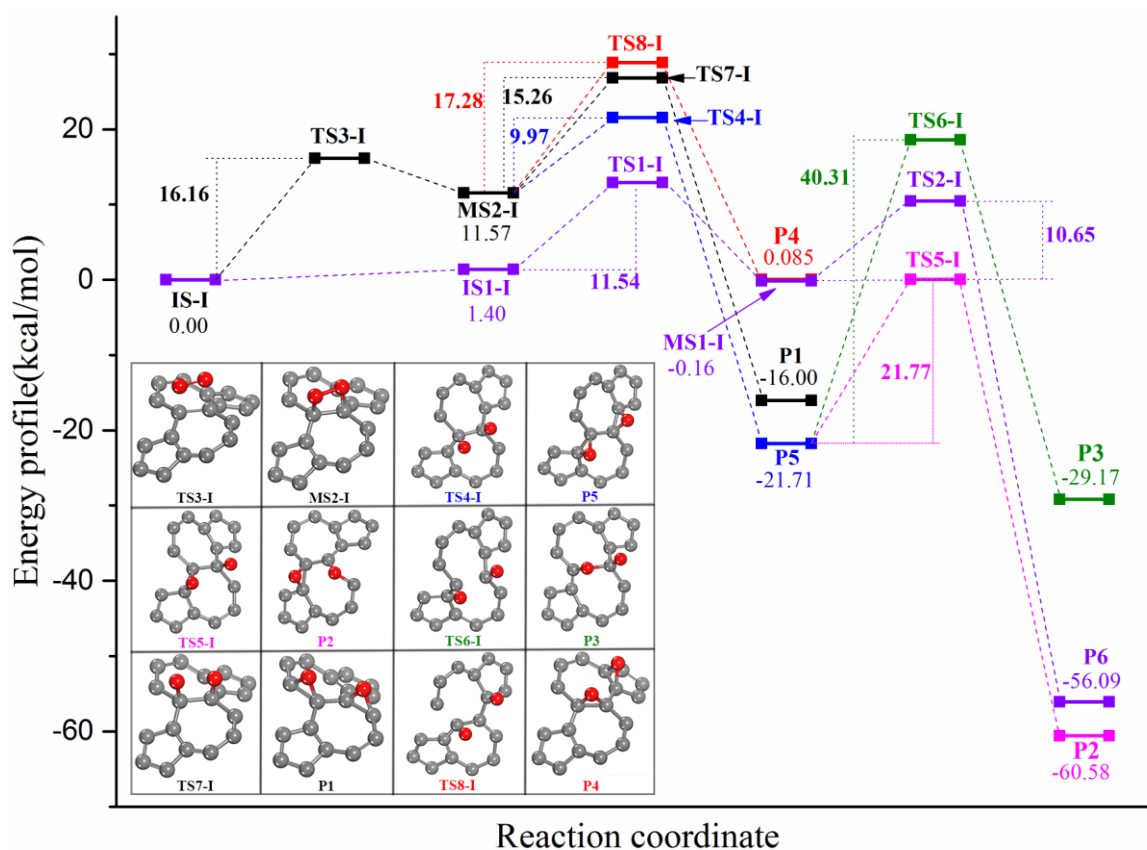 TS8-I
TS7-I
17.28
15.26
TS4-I
9.97
20
TS3-I
TS6-I
16.16
TS1-I
40.31
TS2-I
MS2-I
11.57
P4
0.085
10.65
TS5-I
0
IS-I
0.00
IS1-I
1.40
11.54
MS1-I
-0.16
P1
-16.00
21.77
-20
P5
-21.71
P3
-29.17
-40
P6
-56.09
-60
P2
-60.58
Energy profile(kcal/mol)
TS3-I
MS2-I
TS4-I
P5
TS5-I
P2
TS6-I
P3
TS7-I
P1
TS8-I
P4
Reaction coordinate